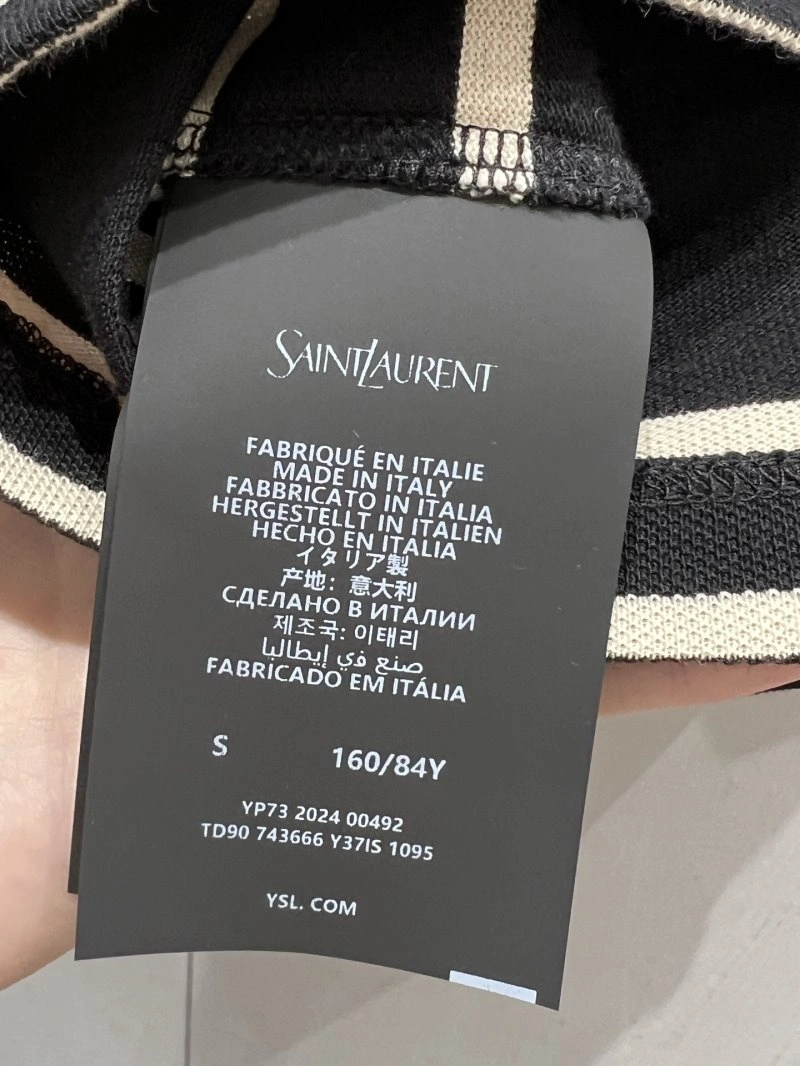 SAINT LAURENT
FABRIQUÉ EN ITALIE
MADE IN ITALY
FABBRICATO IN ITALIA
HERGESTELLT IN ITALIEN
HECHO EN ITALIA
イタリア製
产地: 意大利
СДЕЛАНО В ИТАЛИИ
제조국: 이태리
صنع في إيطاليا
FABRICADO EM ITÁLIA
S 160/84Y
YP73 2024 00492
TD90 743666 Y37IS 1095
YSL. COM